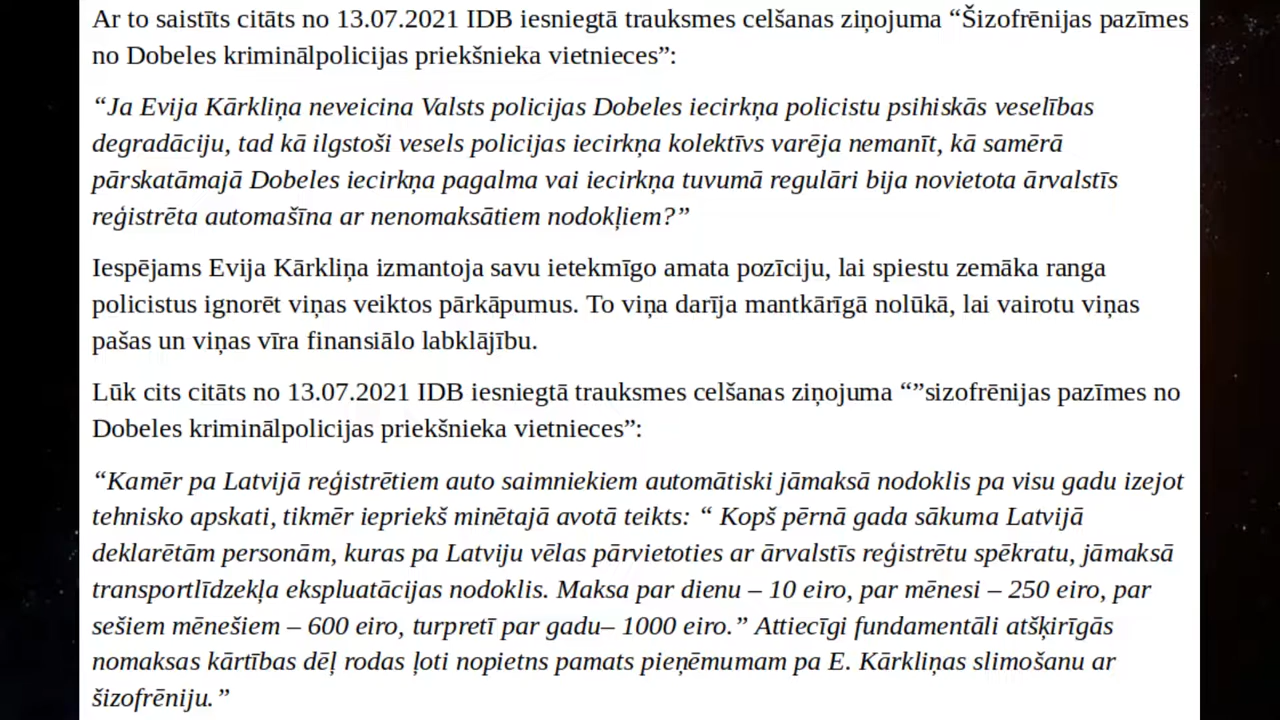 Ar to saistīts citāts no 13.07.2021 IDB iesniegtā trauksmes celšanas ziņojuma “Šizofrēnijas pazīmes
no Dobeles kriminālpolicijas priekšnieka vietnieces”:
“Ja Evija Kārkliņa neveicina Valsts policijas Dobeles iecirkņa policistu psihiskās veselības
degradāciju, tad kā ilgstoši vesels policijas iecirkņa kolektīvs varēja nemanīt, kā samērā
pārskatāmajā Dobeles iecirkņa pagalma vai iecirkņa tuvumā regulāri bija novietota ārvalstīs
reģistrēta automašīna ar nenomaksātiem nodokļiem?”
Iespējams Evija Kārkliņa izmantoja savu ietekmīgo amata pozīciju, lai spiestu zemāka ranga
policistus ignorēt viņas veiktos pārkāpumus. To viņa darīja mantkārīgā nolūkā, lai vairotu viņas
pašas un viņas vīra finansiālo labklājību.
Lūk cits citāts no 13.07.2021 IDB iesniegtā trauksmes celšanas ziņojuma “”sizofrēnijas pazīmes no
Dobeles kriminālpolicijas priekšnieka vietnieces”:
“Kamēr pa Latvijā reģistrētiem auto saimniekiem automātiski jāmaksā nodoklis pa visu gadu izejot
tehnisko apskati, tikmēr iepriekš minētajā avotā teikts: “ Kopš pērnā gada sākuma Latvijā
deklarētām personām, kuras pa Latviju vēlas pārvietoties ar ārvalstīs reģistrētu spēkratu, jāmaksā
transportlīdzekļa ekspluatācijas nodoklis. Maksa par dienu – 10 eiro, par mēnesi – 250 eiro, par
sešiem mēnešiem – 600 eiro, turpretī par gadu– 1000 eiro.” Attiecīgi fundamentāli atšķirīgās
nomaksas kārtības dēļ rodas ļoti nopietns pamats pieņēmumam pa E. Kārkliņas slimošanu ar
šizofrēniju.”